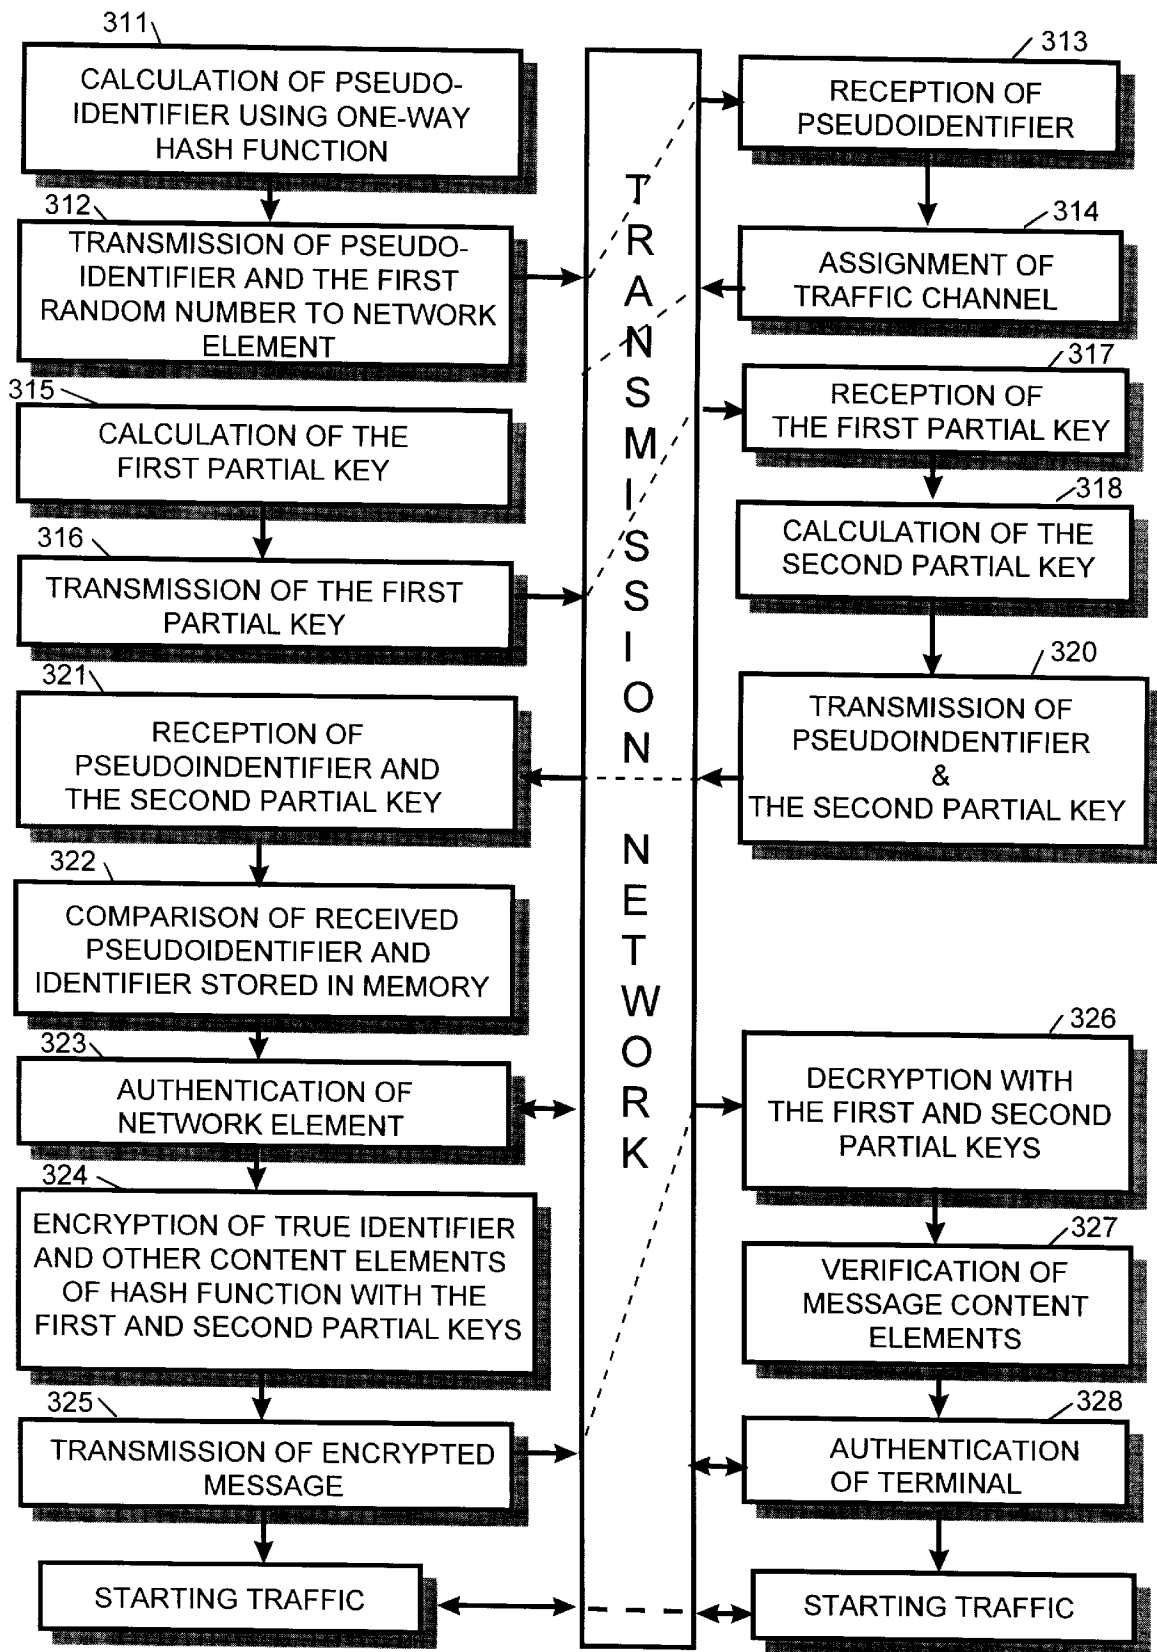 311
CALCULATION OF PSEUDO-
IDENTIFIER USING ONE-WAY
HASH FUNCTION
312
TRANSMISSION OF PSEUDO-
IDENTIFIER AND THE FIRST
RANDOM NUMBER TO NETWORK
ELEMENT
315
CALCULATION OF THE
FIRST PARTIAL KEY
316
TRANSMISSION OF THE FIRST
PARTIAL KEY
321
RECEPTION OF
PSEUDOINDENTIFIER AND
THE SECOND PARTIAL KEY
322
COMPARISON OF RECEIVED
PSEUDOIDENTIFIER AND
IDENTIFIER STORED IN MEMORY
323
AUTHENTICATION OF
NETWORK ELEMENT
324
ENCRYPTION OF TRUE IDENTIFIER
AND OTHER CONTENT ELEMENTS
OF HASH FUNCTION WITH THE
FIRST AND SECOND PARTIAL KEYS
325
TRANSMISSION OF ENCRYPTED
MESSAGE
STARTING TRAFFIC
TRANSMISSION NETWORK
313
RECEPTION OF
PSEUDOIDENTIFIER
314
ASSIGNMENT OF
TRAFFIC CHANNEL
317
RECEPTION OF
THE FIRST PARTIAL KEY
318
CALCULATION OF THE
SECOND PARTIAL KEY
320
TRANSMISSION OF
PSEUDOINDENTIFIER
&
THE SECOND PARTIAL KEY
326
DECRYPTION WITH
THE FIRST AND SECOND
PARTIAL KEYS
327
VERIFICATION OF
MESSAGE CONTENT
ELEMENTS
328
AUTHENTICATION
OF TERMINAL
STARTING TRAFFIC